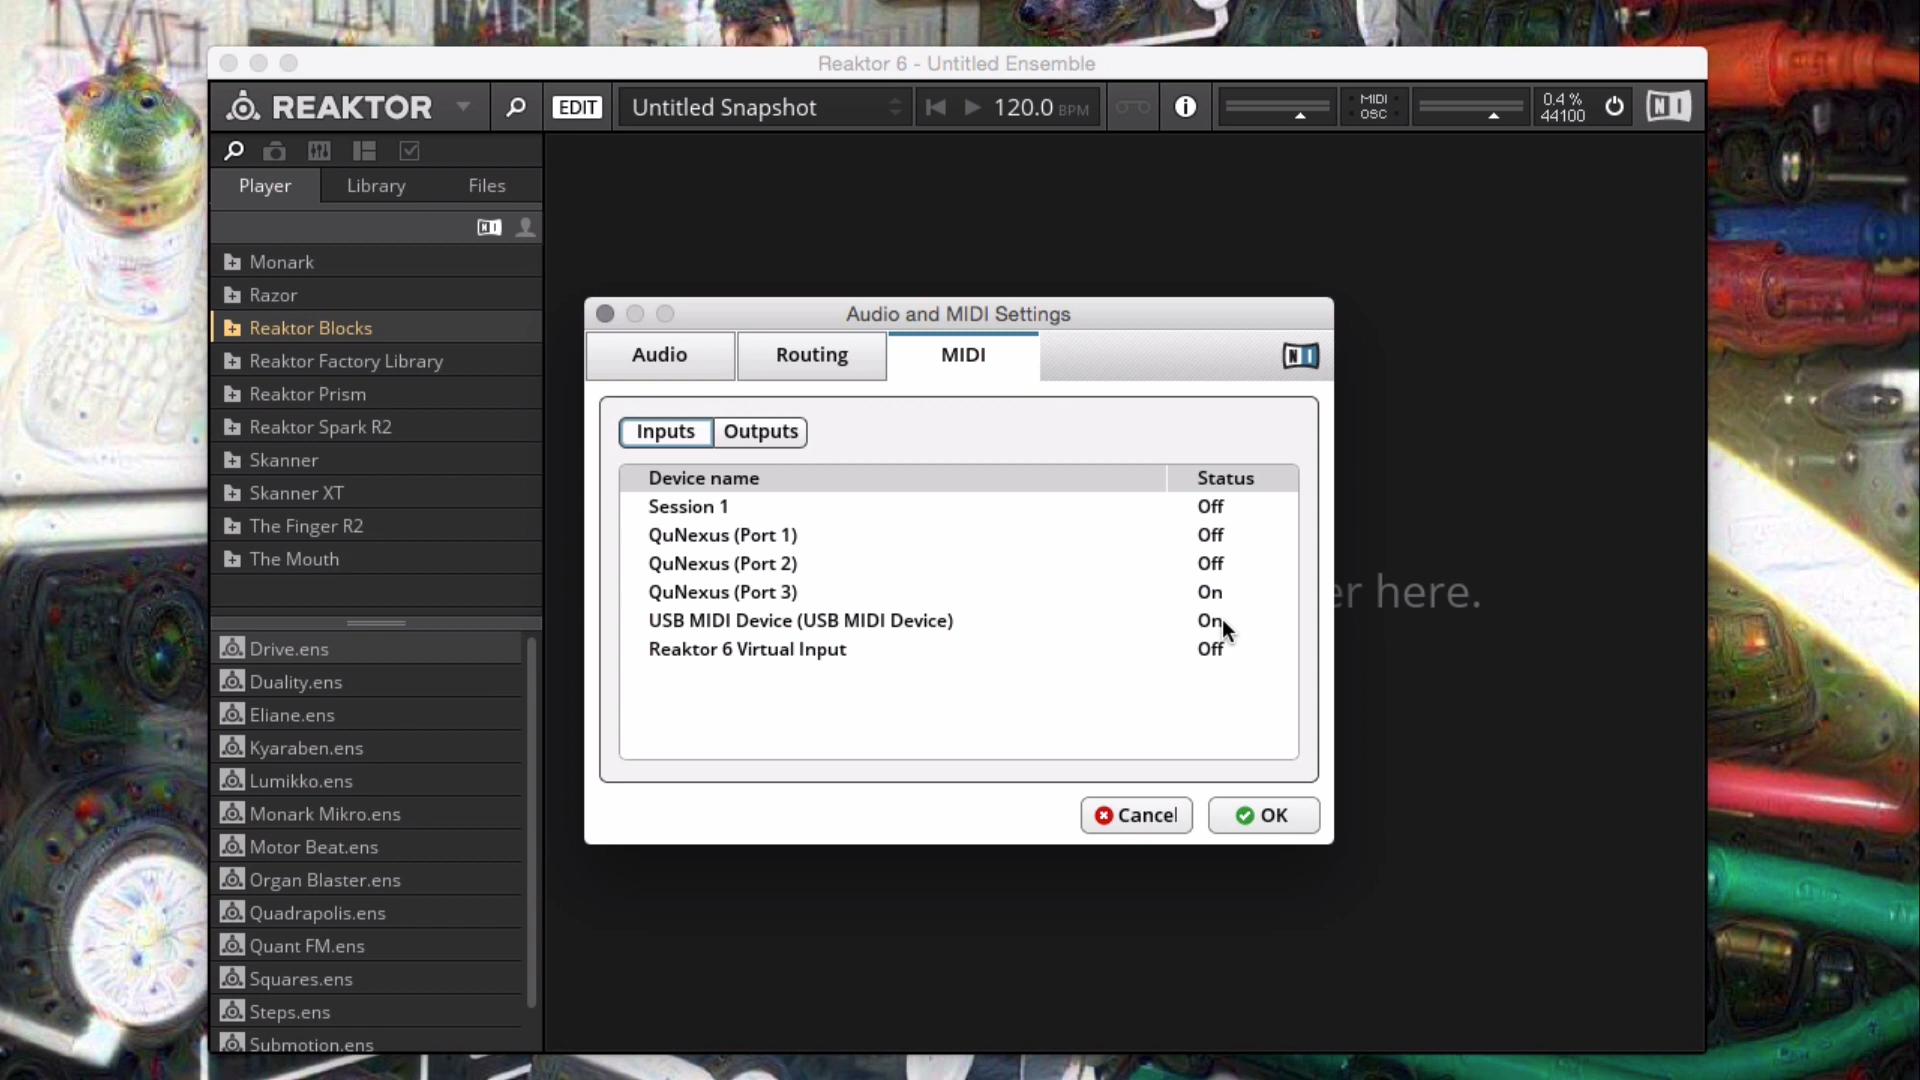 Reaktor 6 - Untitled Ensemble
REAKTOR
EDIT
Untitled Snapshot
120.0 BPM
MIDI
OSC
0.4 %
44100
NI
Player
Library
Files
NI
Monark
Razor
Reaktor Blocks
Reaktor Factory Library
Reaktor Prism
Reaktor Spark R2
Skanner
Skanner XT
The Finger R2
The Mouth
Drive.ens
Duality.ens
Eliane.ens
Kyaraben.ens
Lumikko.ens
Monark Mikro.ens
Motor Beat.ens
Organ Blaster.ens
Quadrapolis.ens
Quant FM.ens
Squares.ens
Steps.ens
Submotion.ens
er here.
Audio and MIDI Settings
Audio
Routing
MIDI
NI
Inputs
Outputs
Device name Status
Session 1 Off
QuNexus (Port 1) Off
QuNexus (Port 2) Off
QuNexus (Port 3) On
USB MIDI Device (USB MIDI Device) On
Reaktor 6 Virtual Input Off
Cancel
OK